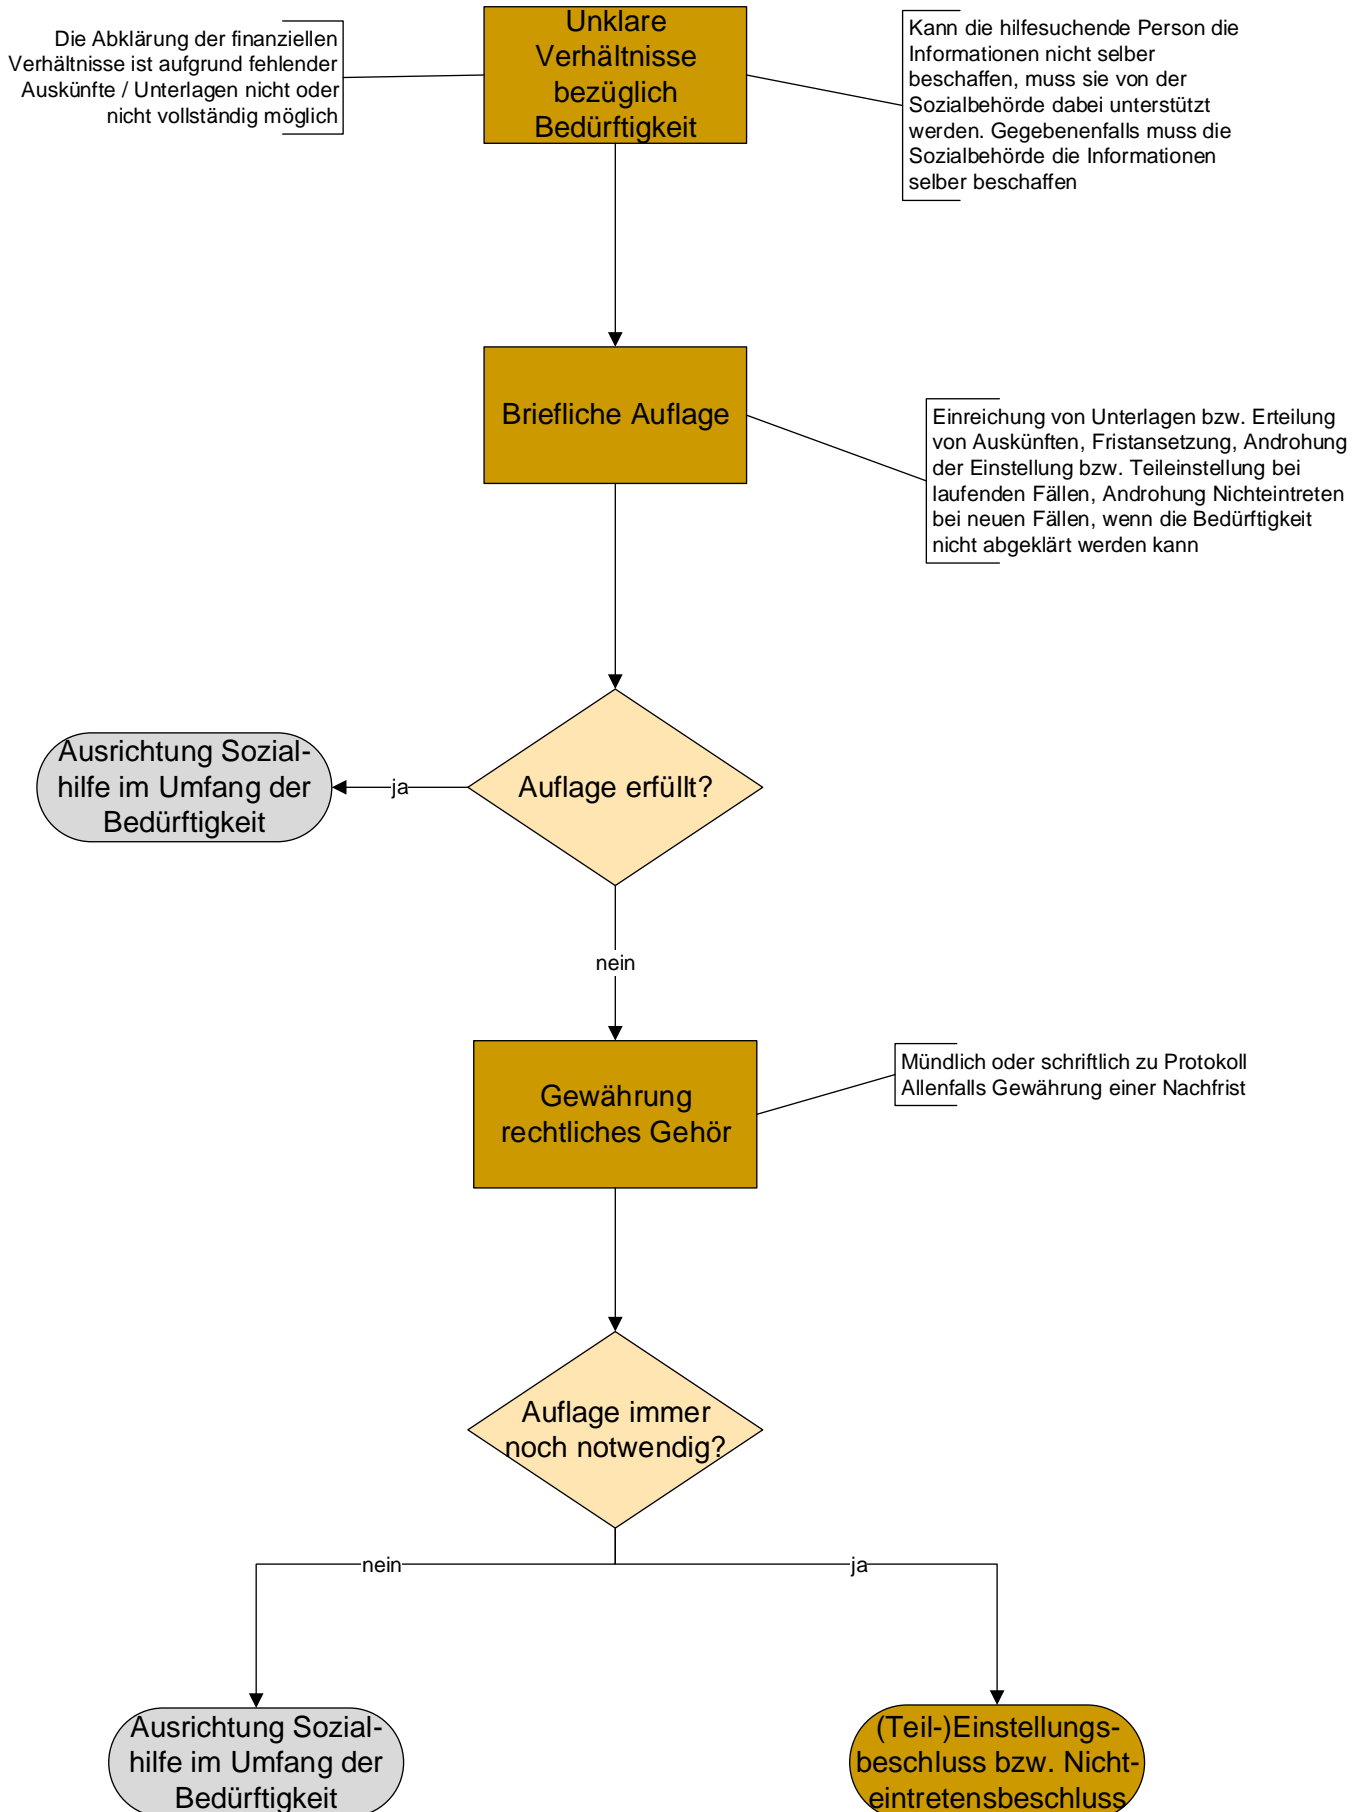 Die Abklärung der finanziellen
Verhältnisse ist aufgrund fehlender
Auskünfte / Unterlagen nicht oder
nicht vollständig möglich
Unklare
Verhältnisse
bezüglich
Bedürftigkeit
Kann die hilfesuchende Person die
Informationen nicht selber
beschaffen, muss sie von der
Sozialbehörde dabei unterstützt
werden. Gegebenenfalls muss die
Sozialbehörde die Informationen
selber beschaffen
Briefliche Auflage
Einreichung von Unterlagen bzw. Erteilung
von Auskünften, Fristansetzung, Androhung
der Einstellung bzw. Teileinstellung bei
laufenden Fällen, Androhung Nichteintreten
bei neuen Fällen, wenn die Bedürftigkeit
nicht abgeklärt werden kann
Auflage erfüllt?
ja
Ausrichtung Sozial-
hilfe im Umfang der
Bedürftigkeit
nein
Gewährung
rechtliches Gehör
Mündlich oder schriftlich zu Protokoll
Allenfalls Gewährung einer Nachfrist
Auflage immer
noch notwendig?
nein
ja
Ausrichtung Sozial-
hilfe im Umfang der
Bedürftigkeit
(Teil-)Einstellungs-
beschluss bzw. Nicht-
eintretensbeschluss